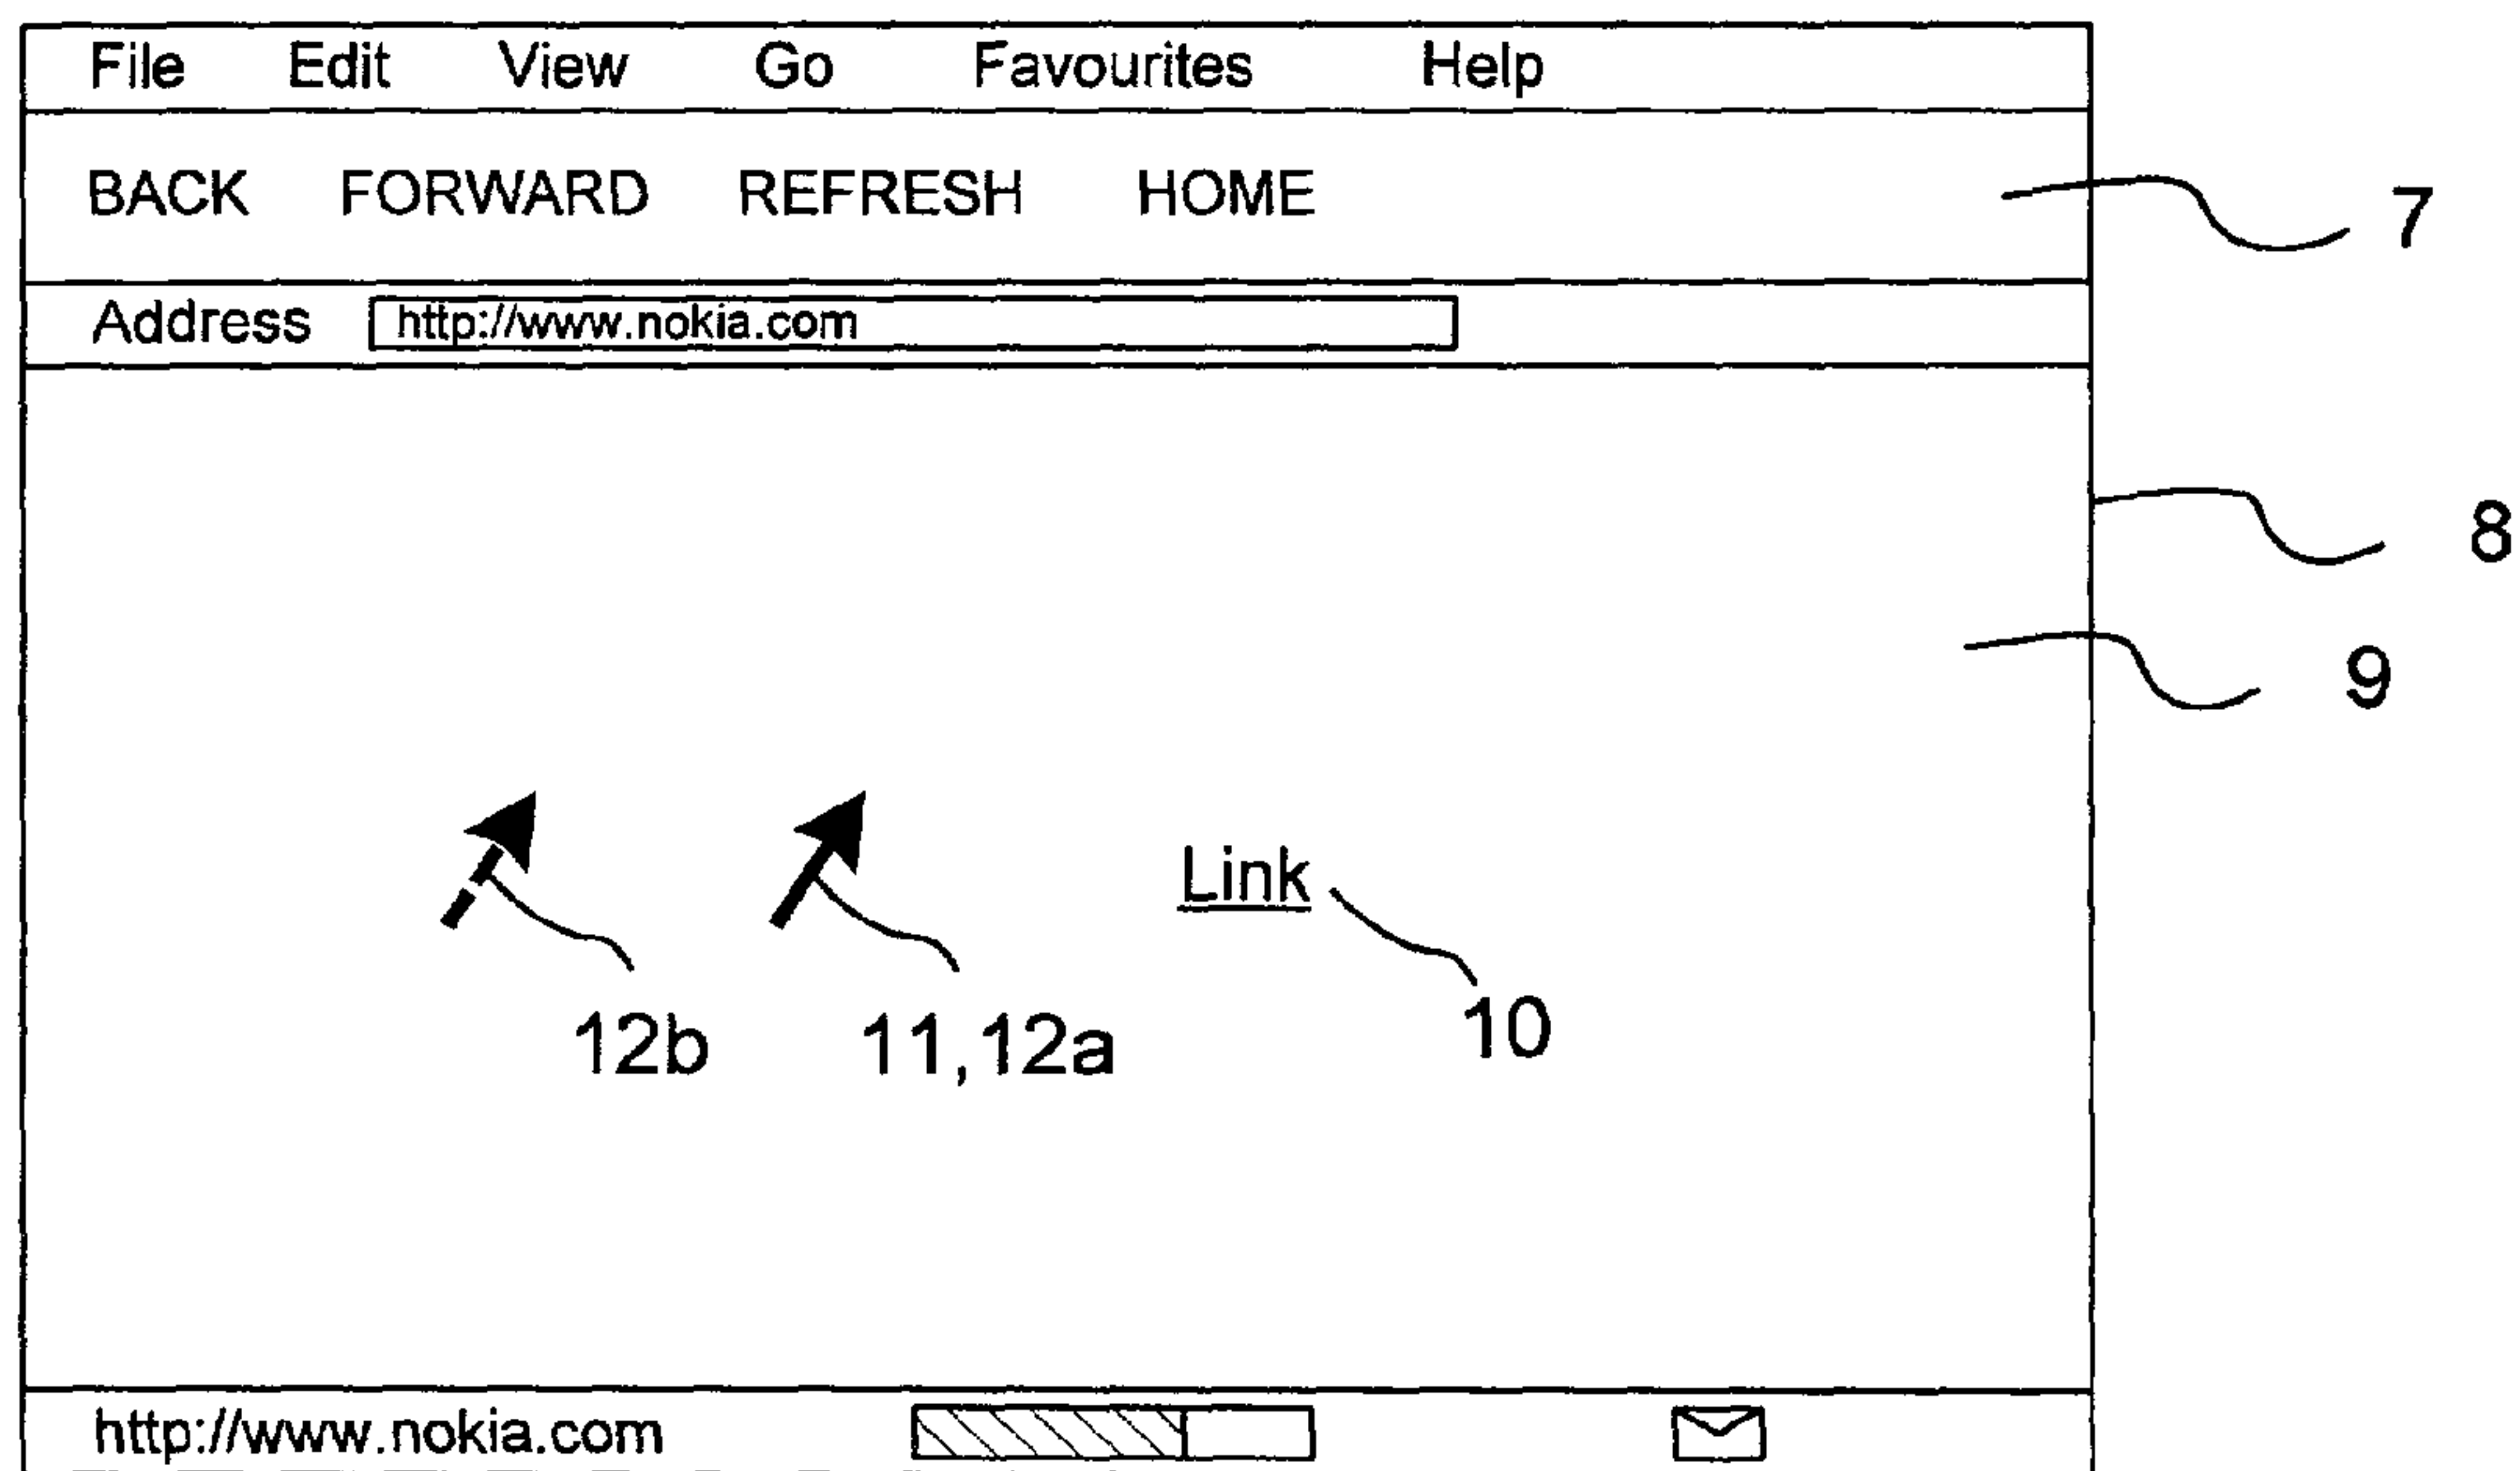 File Edit View Go Favourites Help
BACK FORWARD REFRESH HOME
7
Address http://www.nokia.com
8
9
Link
10
12b 11,12a
http://www.nokia.com